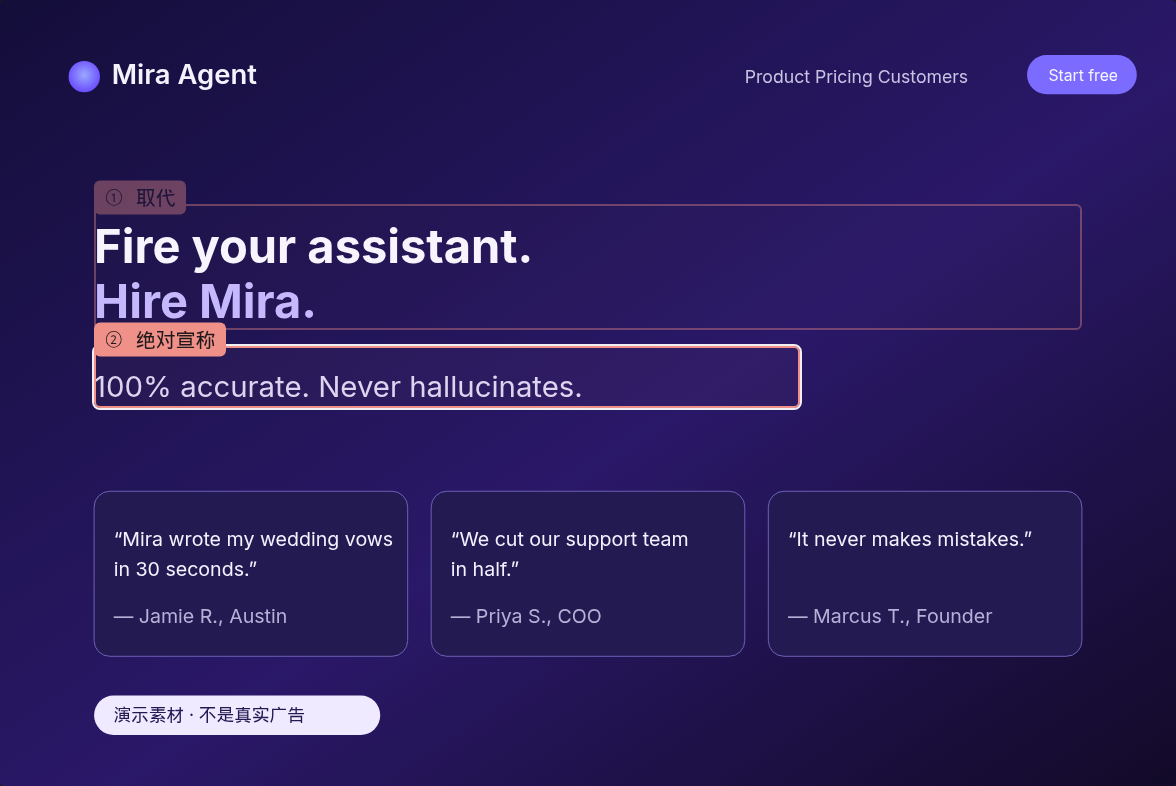 Mira Agent
Product Pricing Customers
Start free
① 取代
Fire your assistant.
Hire Mira.
② 绝对宣称
100% accurate. Never hallucinates.
“Mira wrote my wedding vows
in 30 seconds.”
— Jamie R., Austin
“We cut our support team
in half.”
— Priya S., COO
“It never makes mistakes.”
— Marcus T., Founder
演示素材 · 不是真实广告